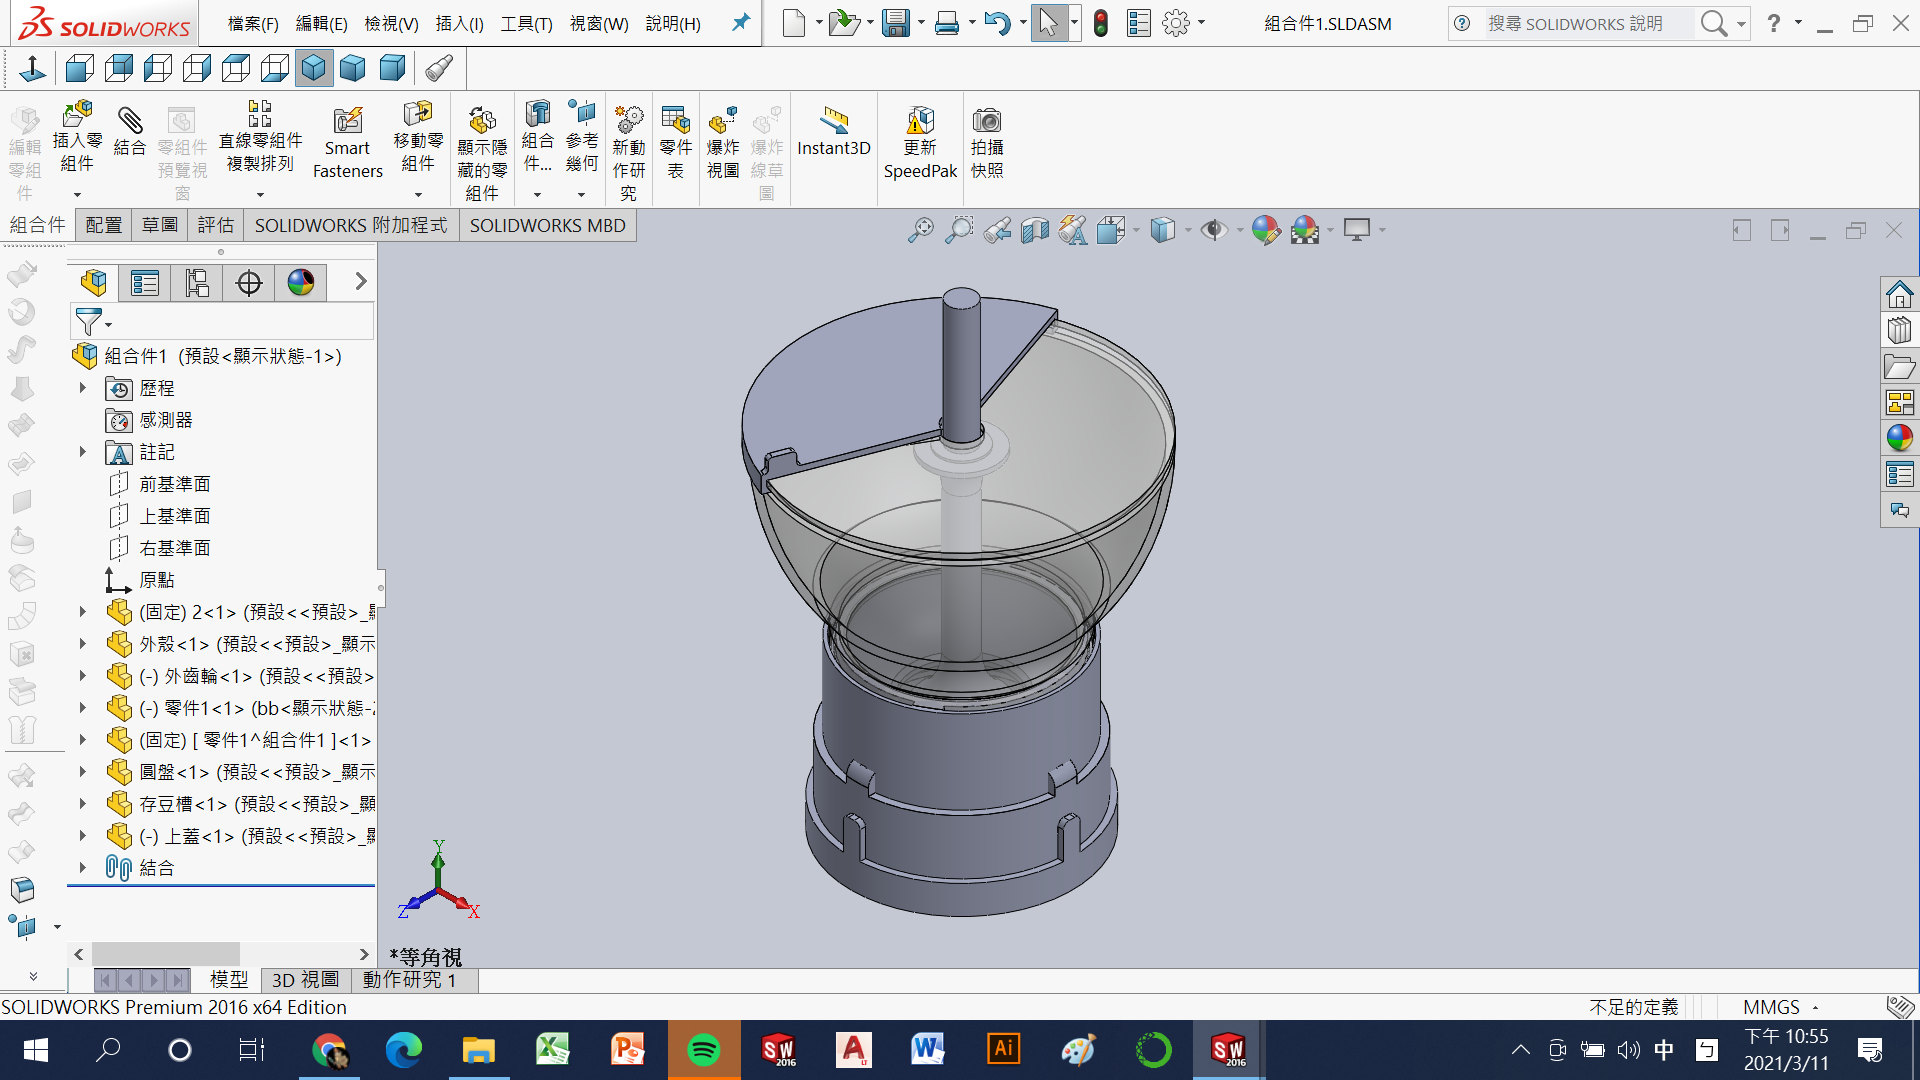 SOLIDWORKS 檔案(F) 編輯(E) 檢視(V) 插入(I) 工具(T) 視窗(W) 說明(H) 組合件1.SLDASM 搜尋 SOLIDWORKS 說明
編輯零組件
插入零組件
結合
零組件預覽視窗
直線零組件複製排列
Smart Fasteners
移動零組件
顯示隱藏的零組件
組合件...
參考幾何
新動作研究
零件表
爆炸視圖
爆炸線草圖
Instant3D
更新 SpeedPak
拍攝快照
組合件 配置 草圖 評估 SOLIDWORKS 附加程式 SOLIDWORKS MBD
組合件1 (預設<顯示狀態-1>)
歷程
感測器
註記
前基準面
上基準面
右基準面
原點
(固定) 2<1> (預設<<預設>_顯
外殼<1> (預設<<預設>_顯示
(-) 外齒輪<1> (預設<<預設>
(-) 零件1<1> (bb<顯示狀態-
(固定) [ 零件1^組合件1 ]<1>
圓盤<1> (預設<<預設>_顯示
存豆槽<1> (預設<<預設>_顯
(-) 上蓋<1> (預設<<預設>_顯
結合
Y
Z
X
*等角視
模型 3D 視圖 動作研究 1
SOLIDWORKS Premium 2016 x64 Edition 不足的定義 MMGS
SW 2016 A LT W Ai SW 2016 中 ㄅ 下午 10:55
2021/3/11